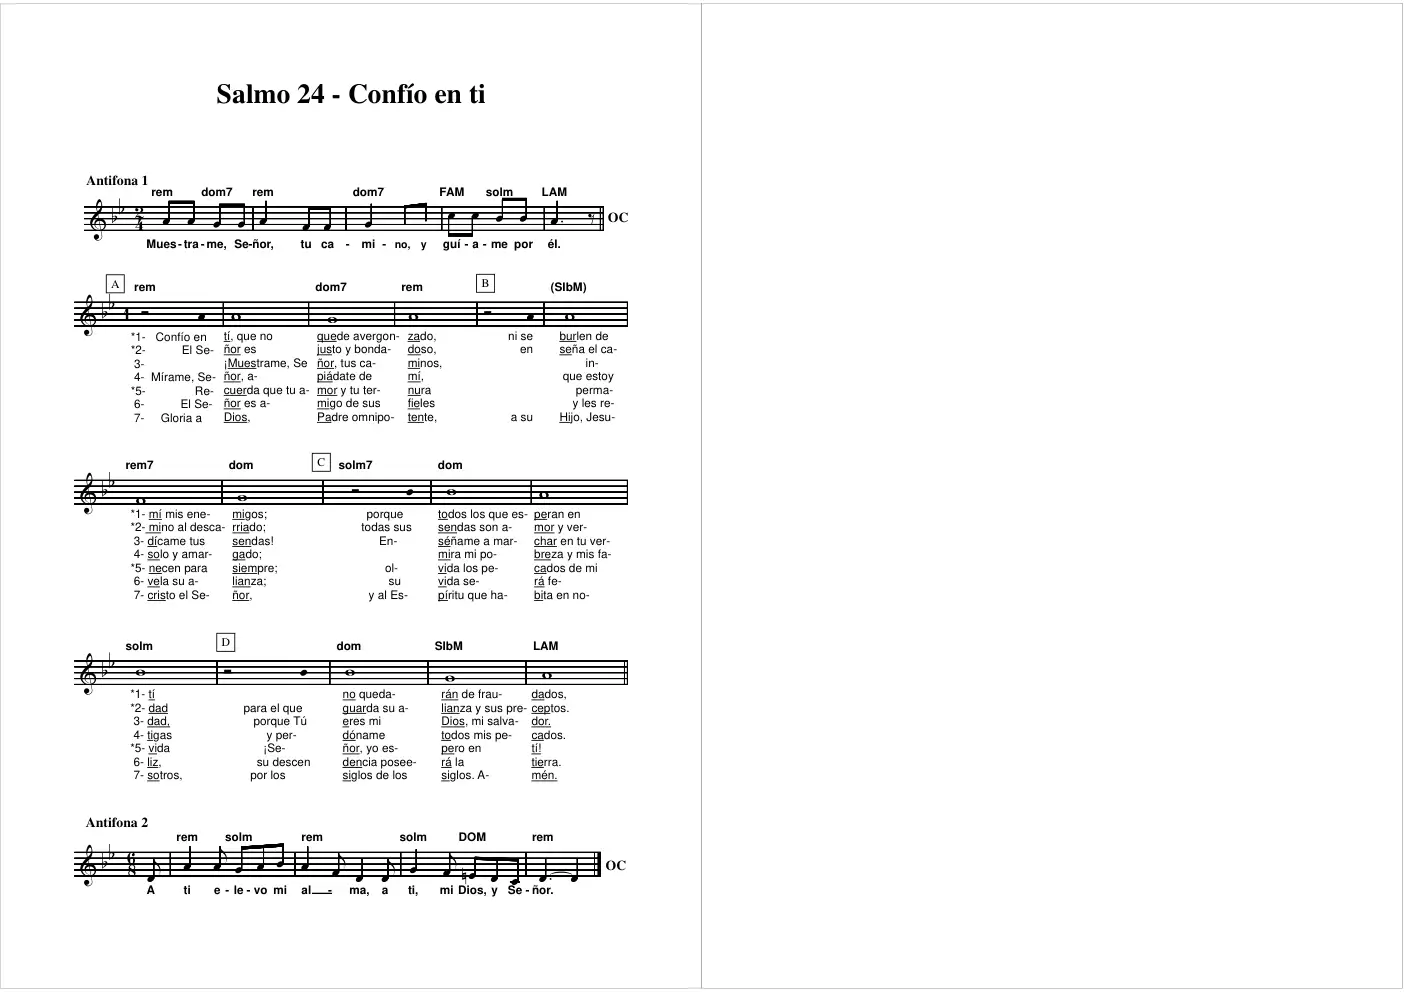 Salmo 24 - Confío en ti
Antifona 1
rem dom7 rem dom7 FAM solm LAM
OC
Mues - tra - me, Se-ñor, tu ca - mi - no, y guí - a - me por él.
A rem dom7 rem B (SIbM)
*1- Confío en tí, que no quede avergon- zado, ni se burlen de
*2- El Se- ñor es justo y bonda- doso, en seña el ca-
3- ¡Muestrame, Se ñor, tus ca- minos, in-
4- Mírame, Se- ñor, a- piádate de mí, que estoy
*5- Re- cuerda que tu a- mor y tu ter- nura perma-
6- El Se- ñor es a- migo de sus fieles y les re-
7- Gloria a Dios, Padre omnipo- tente, a su Hijo, Jesu-
rem7 dom C solm7 dom
*1- mí mis ene- migos; porque todos los que es- peran en
*2- mino al desca- rriado; todas sus sendas son a- mor y ver-
3- dícame tus sendas! En- séñame a mar- char en tu ver-
4- solo y amar- gado; mira mi po- breza y mis fa-
*5- necen para siempre; ol- vida los pe- cados de mi
6- vela su a- lianza; su vida se- rá fe-
7- cristo el Se- ñor, y al Es- píritu que ha- bita en no-
solm D dom SIbM LAM
*1- tí no queda- rán de frau- dados,
*2- dad para el que guarda su a- lianza y sus pre- ceptos.
3- dad, porque Tú eres mi Dios, mi salva- dor.
4- tigas y per- dóname todos mis pe- cados.
*5- vida ¡Se- ñor, yo es- pero en tí!
6- liz, su descen dencia posee- rá la tierra.
7- sotros, por los siglos de los siglos. A- mén.
Antifona 2
rem solm rem solm DOM rem
OC
A ti e - le - vo mi al - ma, a ti, mi Dios, y Se - ñor.